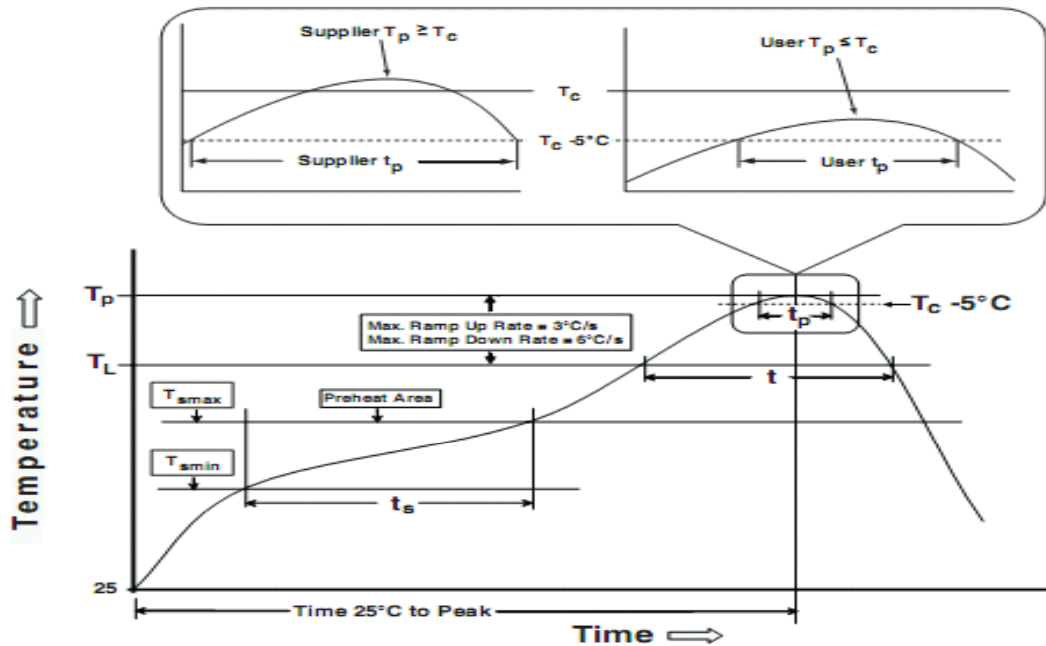 Supplier Tp ≥ Tc
User Tp ≤ Tc
Tc
Tc -5°C
Supplier tp
User tp
Tp
Tc -5°C
tp
Max. Ramp Up Rate = 3°C/s
Max. Ramp Down Rate = 6°C/s
TL
t
Tsmax
Preheat Area
Tsmin
ts
Temperature
25
Time 25°C to Peak
Time